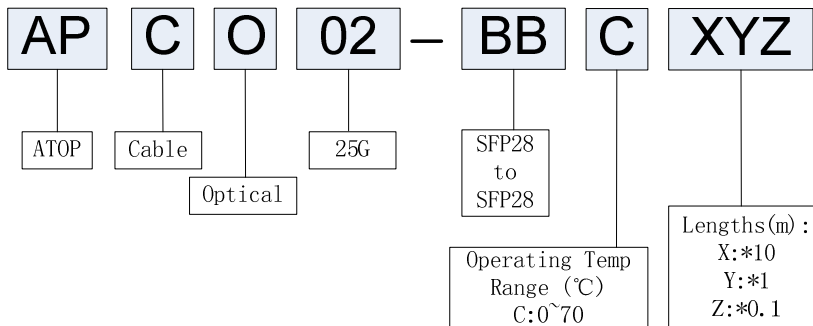 AP C O 02 – BB C XYZ
ATOP
Cable
Optical
25G
SFP28
to
SFP28
Operating Temp
Range (℃)
C:0~70
Lengths(m):
X:*10
Y:*1
Z:*0.1